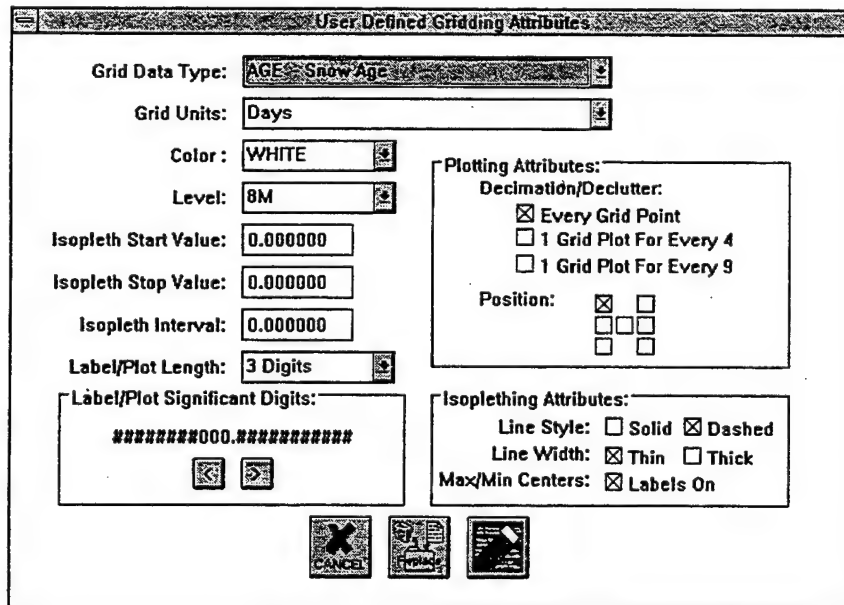 User Defined Gridding Attributes
Grid Data Type: AGE - Snow Age
Grid Units: Days
Color : WHITE
Level: 8M
Isopleth Start Value: 0.000000
Isopleth Stop Value: 0.000000
Isopleth Interval: 0.000000
Label/Plot Length: 3 Digits
Label/Plot Significant Digits:
########000.###########
< >
Plotting Attributes:
Decimation/Declutter:
Every Grid Point
1 Grid Plot For Every 4
1 Grid Plot For Every 9
Position:
Isoplething Attributes:
Line Style: Solid Dashed
Line Width: Thin Thick
Max/Min Centers: Labels On
CANCEL